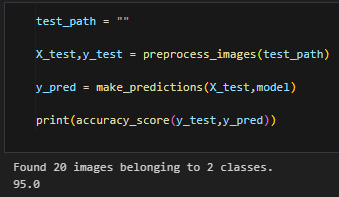 test_path = ""
X_test,y_test = preprocess_images(test_path)
y_pred = make_predictions(X_test,model)
print(accuracy_score(y_test,y_pred))
Found 20 images belonging to 2 classes.
95.0